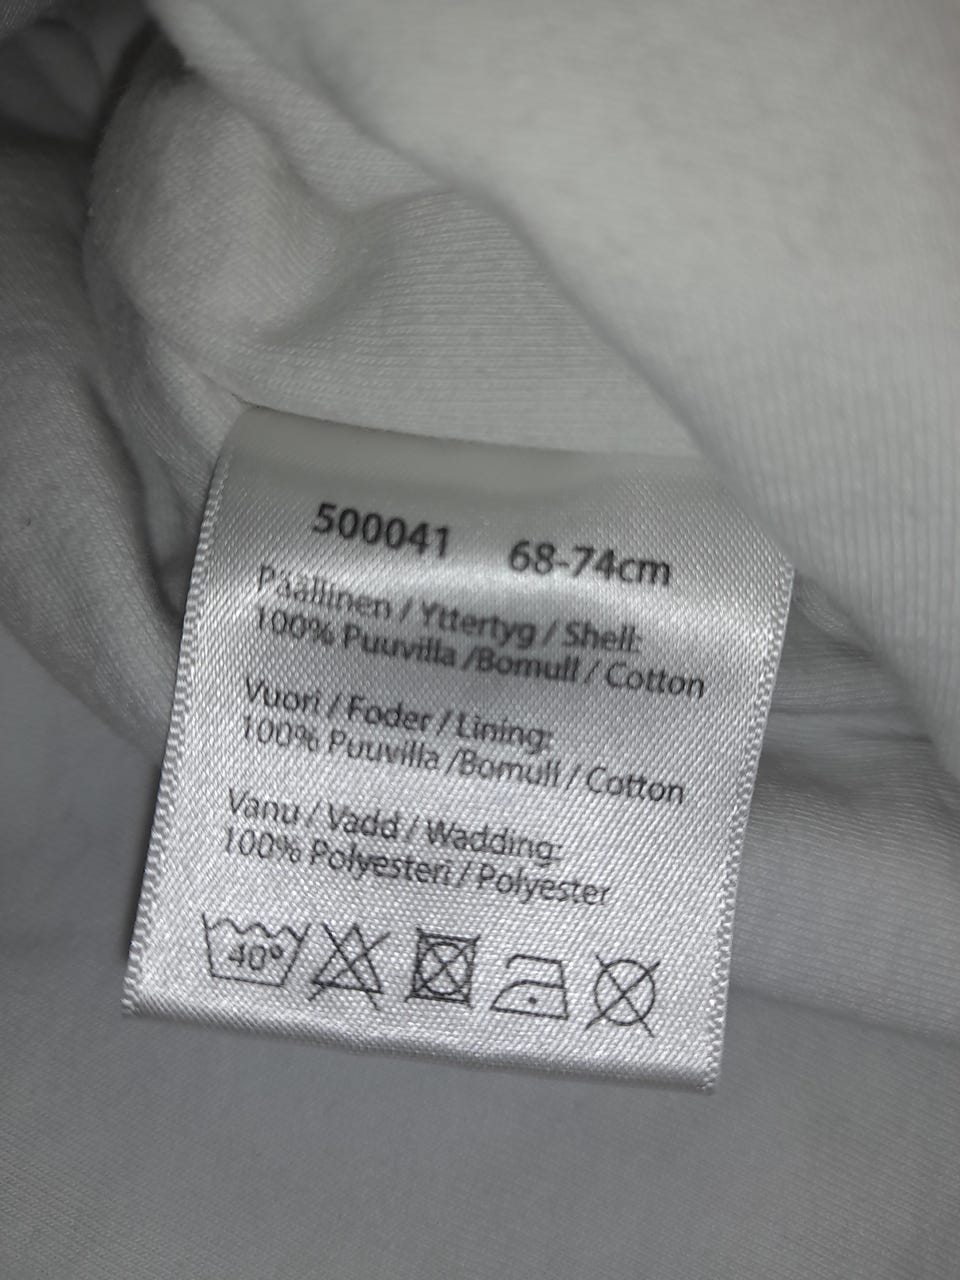 500041 68-74cm
Päällinen / Yttertyg / Shell:
100% Puuvilla /Bomull / Cotton
Vuori / Foder / Lining:
100% Puuvilla /Bomull / Cotton
Vanu / Vadd / Wadding:
100% Polyesteri / Polyester
40°